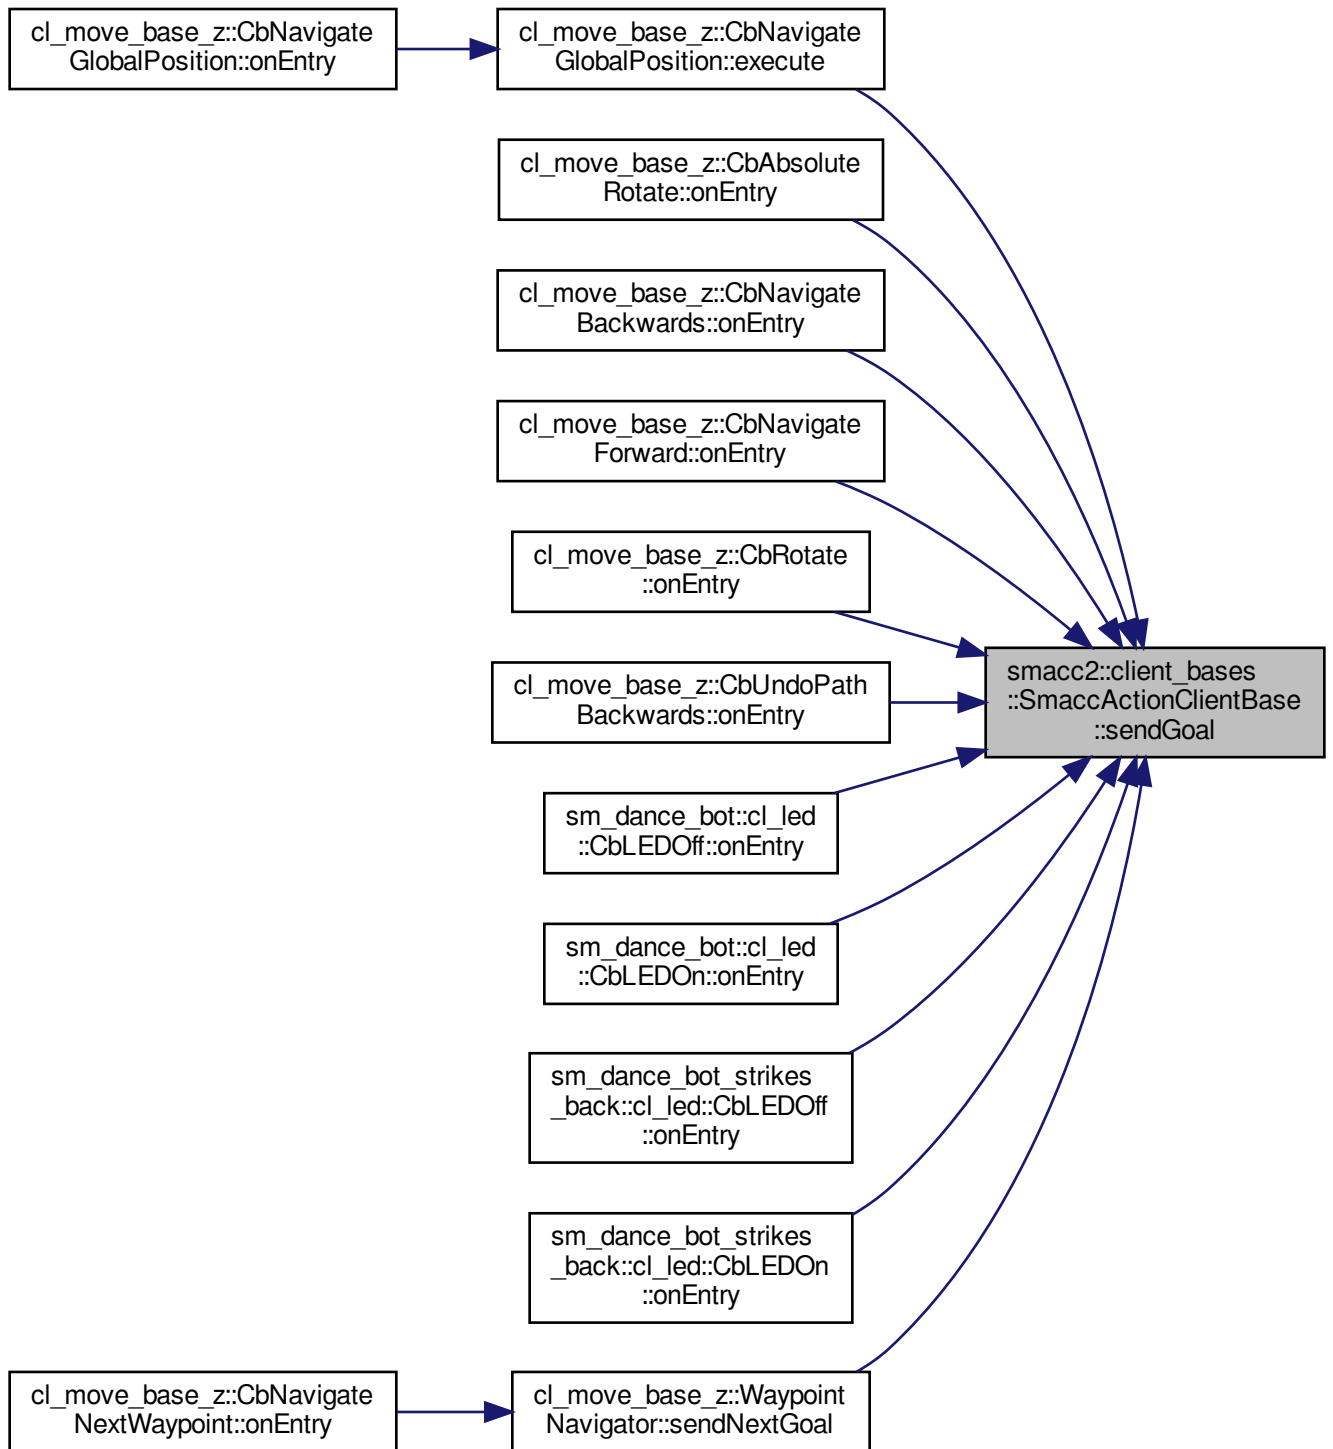 cl_move_base_z::CbNavigate
GlobalPosition::onEntry
cl_move_base_z::CbNavigate
GlobalPosition::execute
cl_move_base_z::CbAbsolute
Rotate::onEntry
cl_move_base_z::CbNavigate
Backwards::onEntry
cl_move_base_z::CbNavigate
Forward::onEntry
cl_move_base_z::CbRotate
::onEntry
cl_move_base_z::CbUndoPath
Backwards::onEntry
smacc2::client_bases
::SmaccActionClientBase
::sendGoal
sm_dance_bot::cl_led
::CbLEDOff::onEntry
sm_dance_bot::cl_led
::CbLEDOn::onEntry
sm_dance_bot_strikes
_back::cl_led::CbLEDOff
::onEntry
sm_dance_bot_strikes
_back::cl_led::CbLEDOn
::onEntry
cl_move_base_z::CbNavigate
NextWaypoint::onEntry
cl_move_base_z::Waypoint
Navigator::sendNextGoal